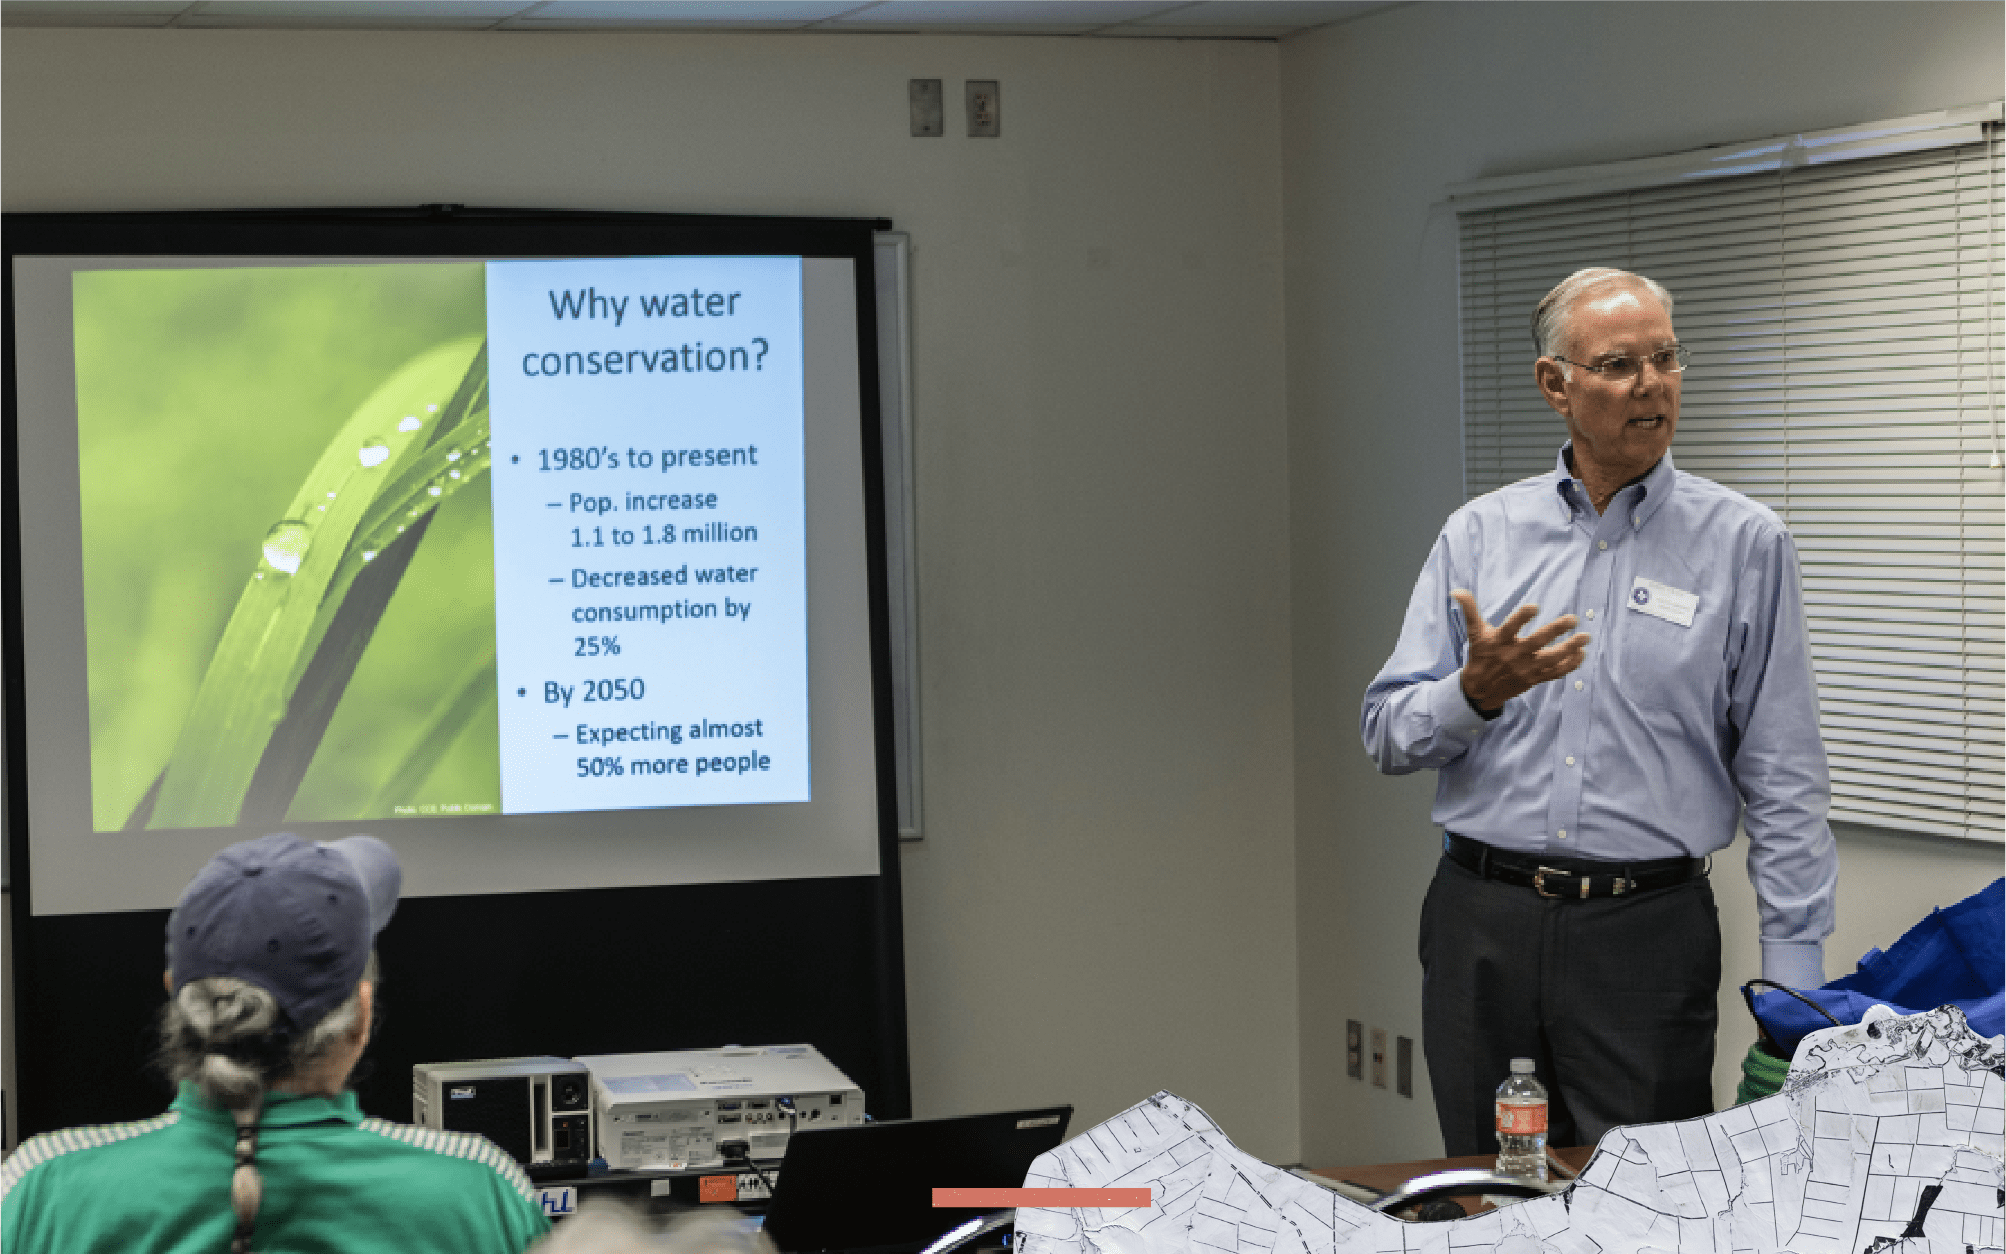 Why water
conservation?
• 1980's to present
– Pop. increase
1.1 to 1.8 million
– Decreased water
consumption by
25%
• By 2050
– Expecting almost
50% more people